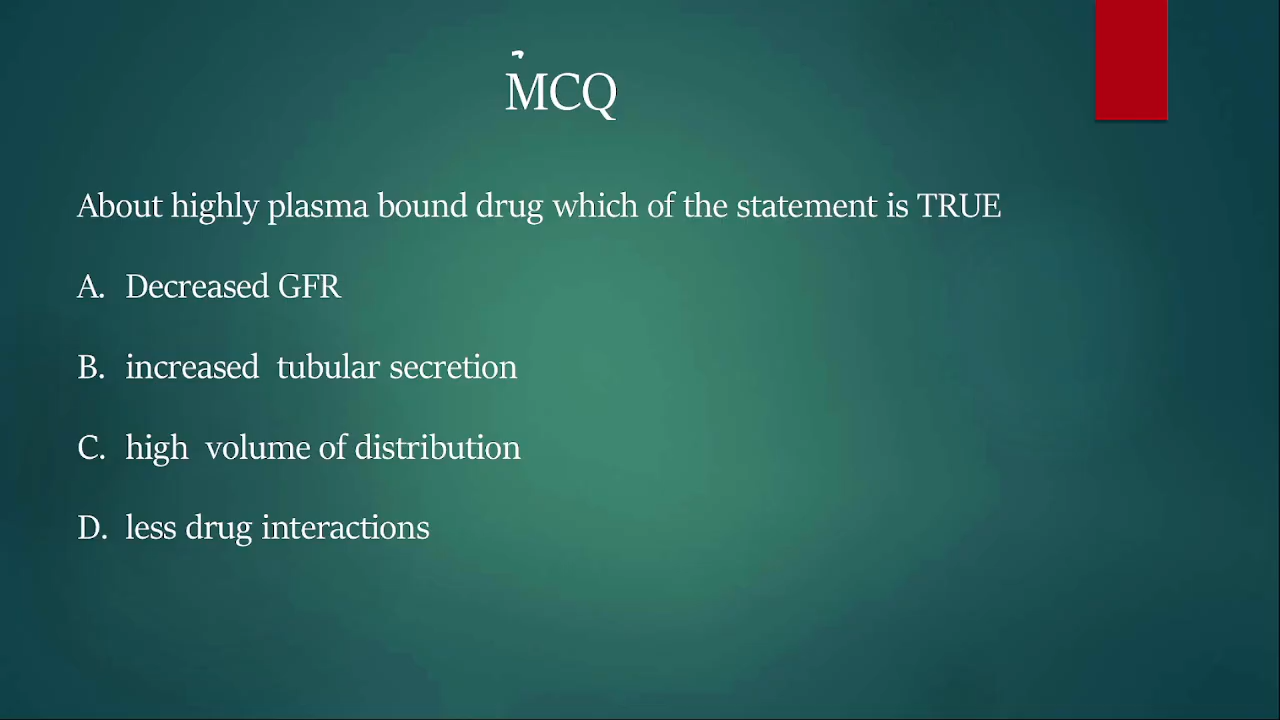 MCQ
About highly plasma bound drug which of the statement is TRUE
A. Decreased GFR
B. increased tubular secretion
C. high volume of distribution
D. less drug interactions